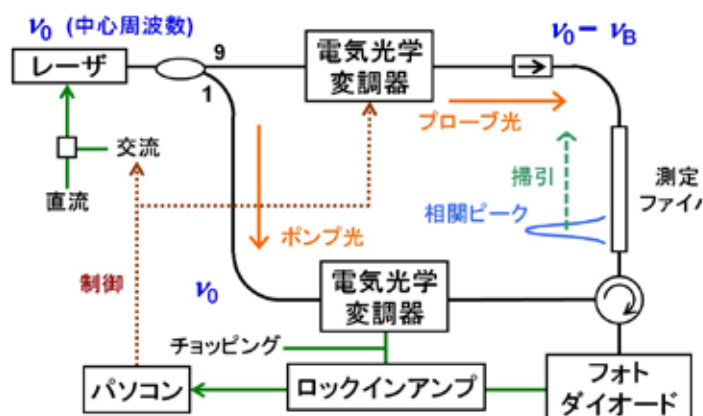 ν0 (中心周波数)
レーザ
9
1
電気光学
変調器
ν0− νB
プローブ光
交流
直流
掃引
測定
ファイバ
相関ピーク
ポンプ光
制御
ν0
電気光学
変調器
チョッピング
パソコン
ロックインアンプ
フォト
ダイオード